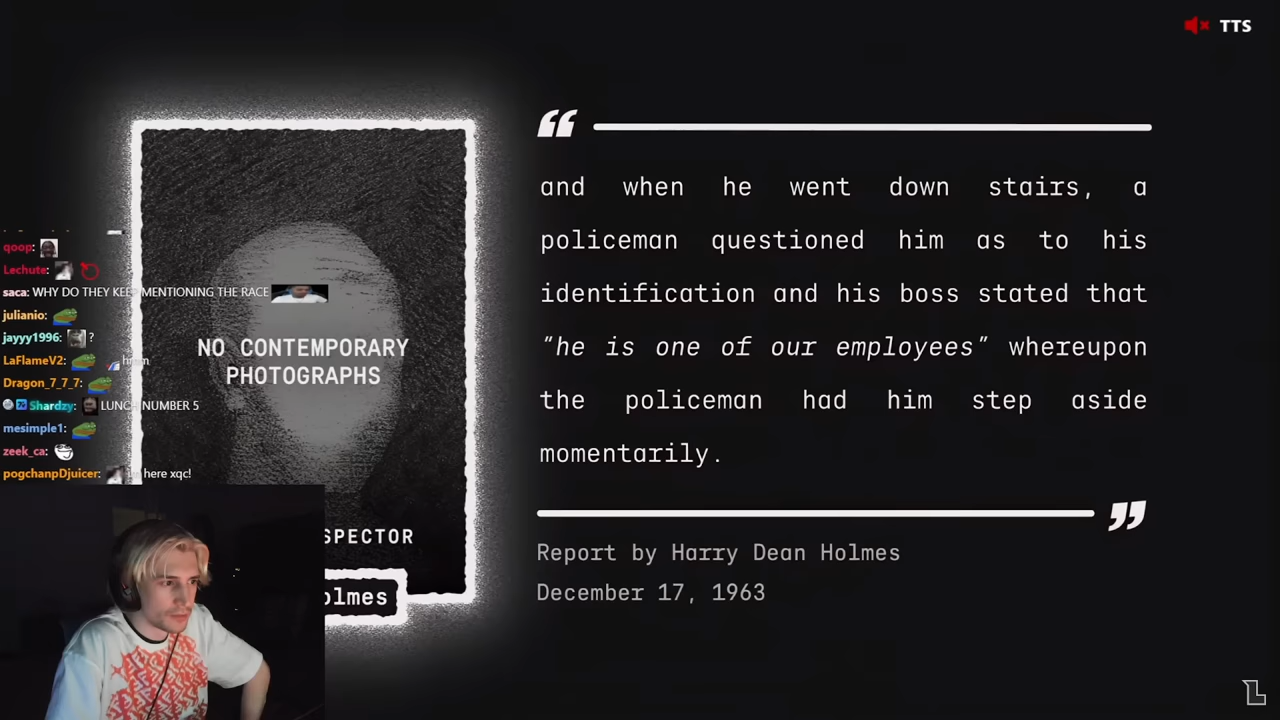 TTS
“
and when he went down stairs, a
policeman questioned him as to his
identification and his boss stated that
“he is one of our employees” whereupon
the policeman had him step aside
momentarily.
”
Report by Harry Dean Holmes
December 17, 1963
NO CONTEMPORARY
PHOTOGRAPHS
SPECTOR
olmes
qoop:
Lechute:
saca: WHY DO THEY KEEP MENTIONING THE RACE
julianio:
jayyy1996: ?
LaFlameV2:
Dragon_7_7_7:
Shardzy: LUNCH NUMBER 5
mesimple1:
zeek_ca:
pogchanpDjuicer: here xqc!